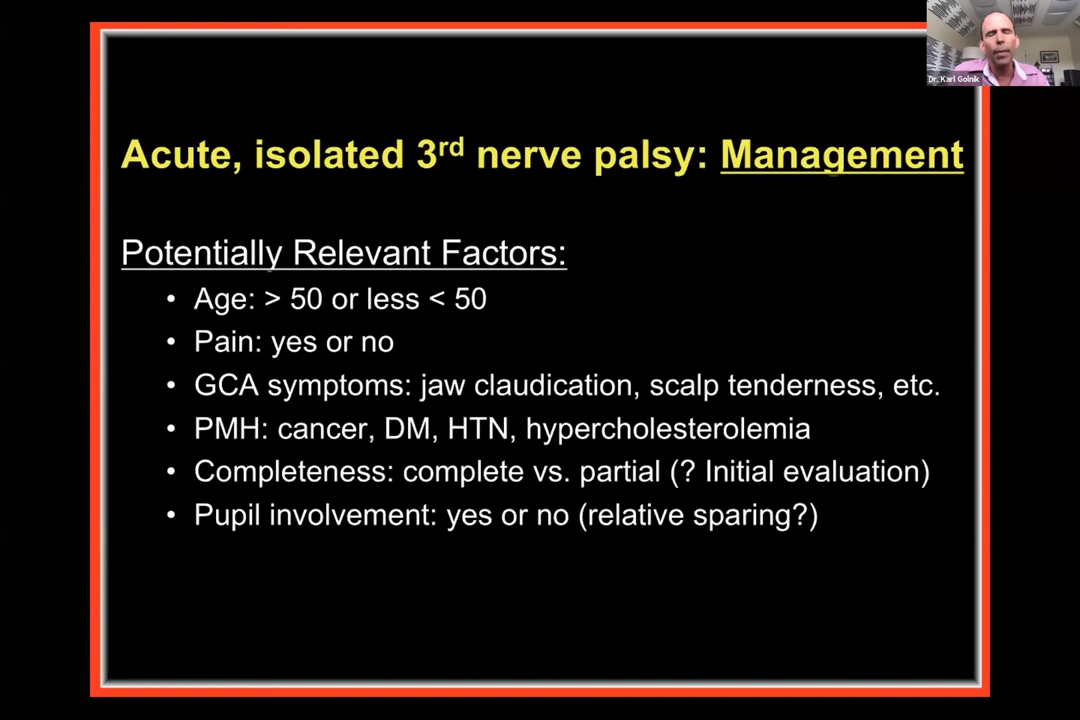 Dr. Karl Golnik
Acute, isolated 3rd nerve palsy: Management
Potentially Relevant Factors:
• Age: > 50 or less < 50
• Pain: yes or no
• GCA symptoms: jaw claudication, scalp tenderness, etc.
• PMH: cancer, DM, HTN, hypercholesterolemia
• Completeness: complete vs. partial (? Initial evaluation)
• Pupil involvement: yes or no (relative sparing?)